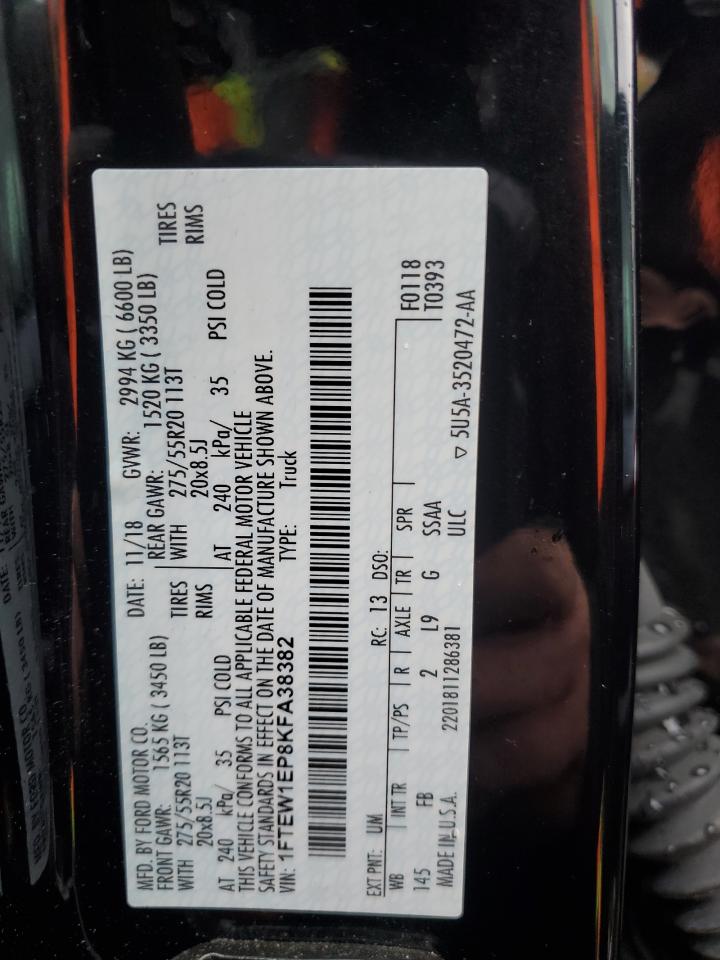 MFD. BY FORD MOTOR CO.
DATE: 11/18 GVWR: 2994 KG ( 6600 LB)
FRONT GAWR: 1565 KG ( 3450 LB) REAR GAWR: 1520 KG ( 3350 LB)
WITH 275/55R20 113T TIRES WITH 275/55R20 113T TIRES
20x8.5J RIMS 20x8.5J RIMS
AT 240 kPa/ 35 PSI COLD AT 240 kPa/ 35 PSI COLD
THIS VEHICLE CONFORMS TO ALL APPLICABLE FEDERAL MOTOR VEHICLE
SAFETY STANDARDS IN EFFECT ON THE DATE OF MANUFACTURE SHOWN ABOVE.
VIN: 1FTEW1EP8KFA38382 TYPE: Truck
EXT PNT: UM RC: 13 DSO:
WB INT TR TP/PS R AXLE TR SPR F0118
145 FB 2 L9 G SSAA T0393
ULC
MADE IN U.S.A. 2201811286381 ▽ 5U5A-3520472-AA